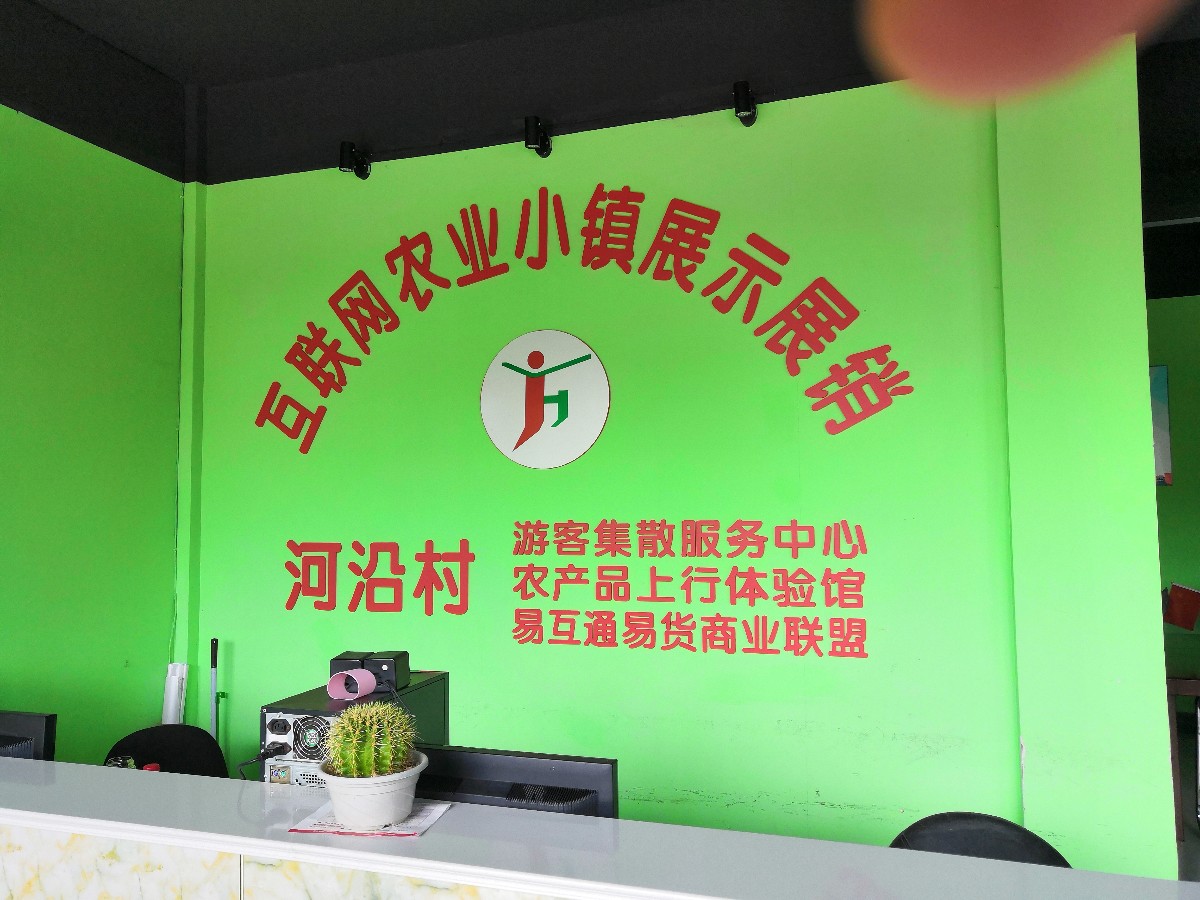 互联网农业小镇展示展销
河沿村
游客集散服务中心
农产品上行体验馆
易互通易货商业联盟